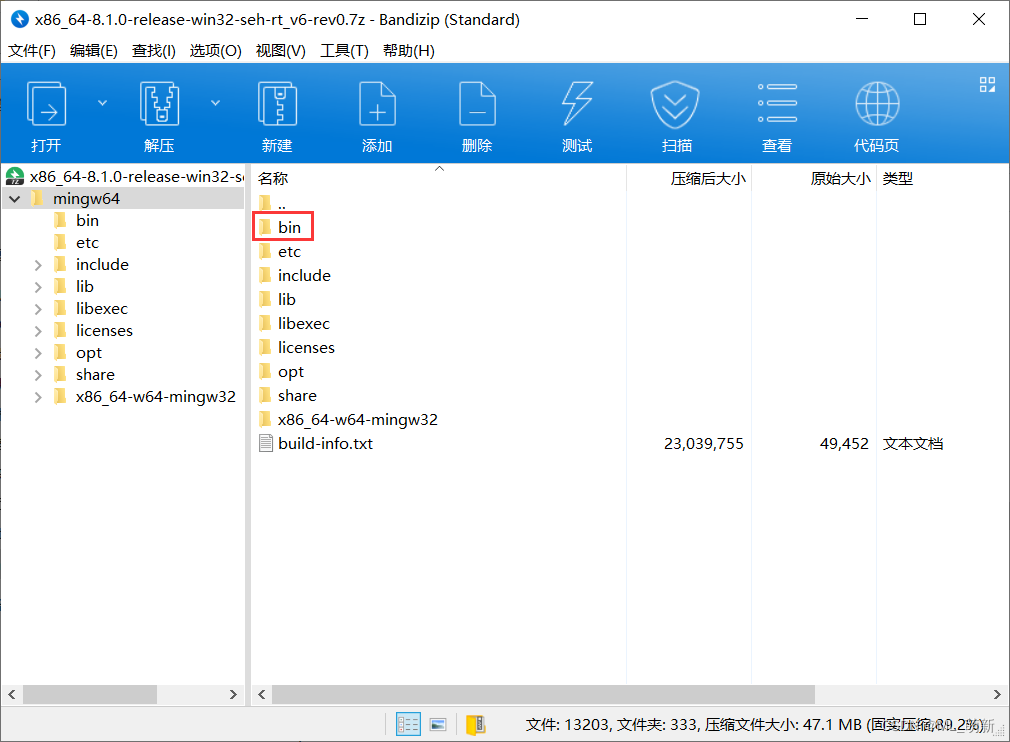 x86_64-8.1.0-release-win32-seh-rt_v6-rev0.7z - Bandizip (Standard)
文件(F) 编辑(E) 查找(I) 选项(O) 视图(V) 工具(T) 帮助(H)
打开 解压 新建 添加 删除 测试 扫描 查看 代码页
x86_64-8.1.0-release-win32-s
mingw64
bin
etc
include
lib
libexec
licenses
opt
share
x86_64-w64-mingw32
名称 压缩后大小 原始大小 类型
..
bin
etc
include
lib
libexec
licenses
opt
share
x86_64-w64-mingw32
build-info.txt 23,039,755 49,452 文本文档
文件: 13203, 文件夹: 333, 压缩文件大小: 47.1 MB (固实压缩,89.2%)